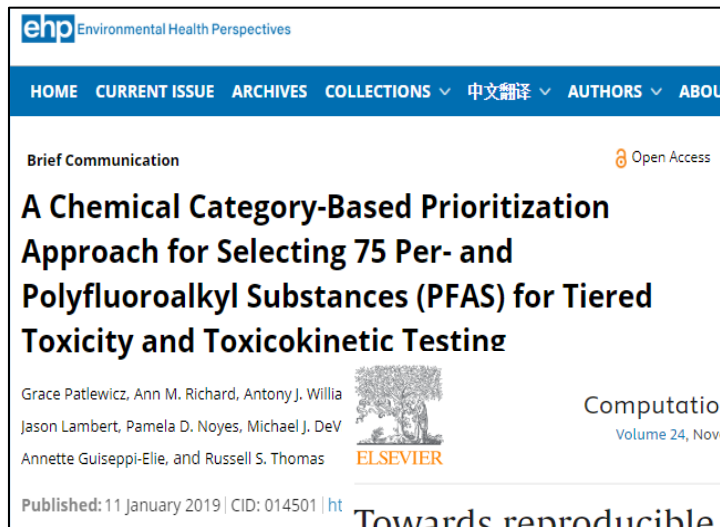 ehp Environmental Health Perspectives
HOME CURRENT ISSUE ARCHIVES COLLECTIONS 中文翻译 AUTHORS ABOU
Brief Communication
Open Access
A Chemical Category-Based Prioritization
Approach for Selecting 75 Per- and
Polyfluoroalkyl Substances (PFAS) for Tiered
Toxicity and Toxicokinetic Testing
Grace Patlewicz, Ann M. Richard, Antony J. Willia
Jason Lambert, Pamela D. Noyes, Michael J. DeV
Annette Guiseppi-Elie, and Russell S. Thomas
Published: 11 January 2019 | CID: 014501 | ht
ELSEVIER
Computatio
Volume 24, Nov
Towards reproducible